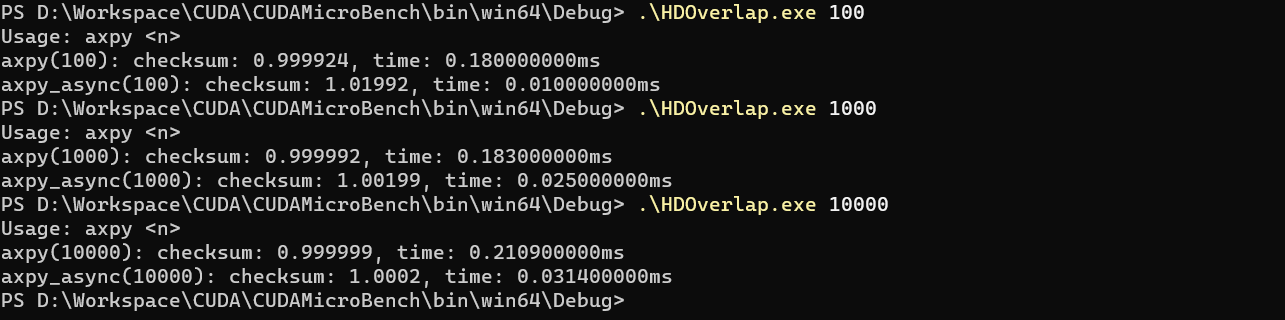 PS D:\Workspace\CUDA\CUDAMicroBench\bin\win64\Debug> .\HDOverlap.exe 100
Usage: axpy <n>
axpy(100): checksum: 0.999924, time: 0.180000000ms
axpy_async(100): checksum: 1.01992, time: 0.010000000ms
PS D:\Workspace\CUDA\CUDAMicroBench\bin\win64\Debug> .\HDOverlap.exe 1000
Usage: axpy <n>
axpy(1000): checksum: 0.999992, time: 0.183000000ms
axpy_async(1000): checksum: 1.00199, time: 0.025000000ms
PS D:\Workspace\CUDA\CUDAMicroBench\bin\win64\Debug> .\HDOverlap.exe 10000
Usage: axpy <n>
axpy(10000): checksum: 0.999999, time: 0.210900000ms
axpy_async(10000): checksum: 1.0002, time: 0.031400000ms
PS D:\Workspace\CUDA\CUDAMicroBench\bin\win64\Debug>